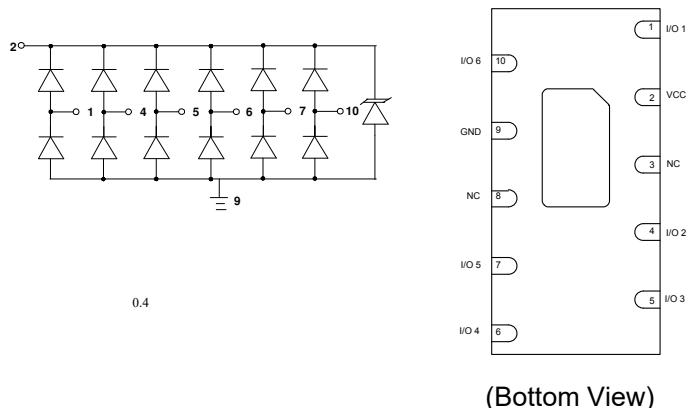 2
1 4 5 6 7 10
9
0.4
1 I/O 1
I/O 6 10
2 VCC
GND 9
3 NC
NC 8
4 I/O 2
I/O 5 7
5 I/O 3
I/O 4 6
(Bottom View)